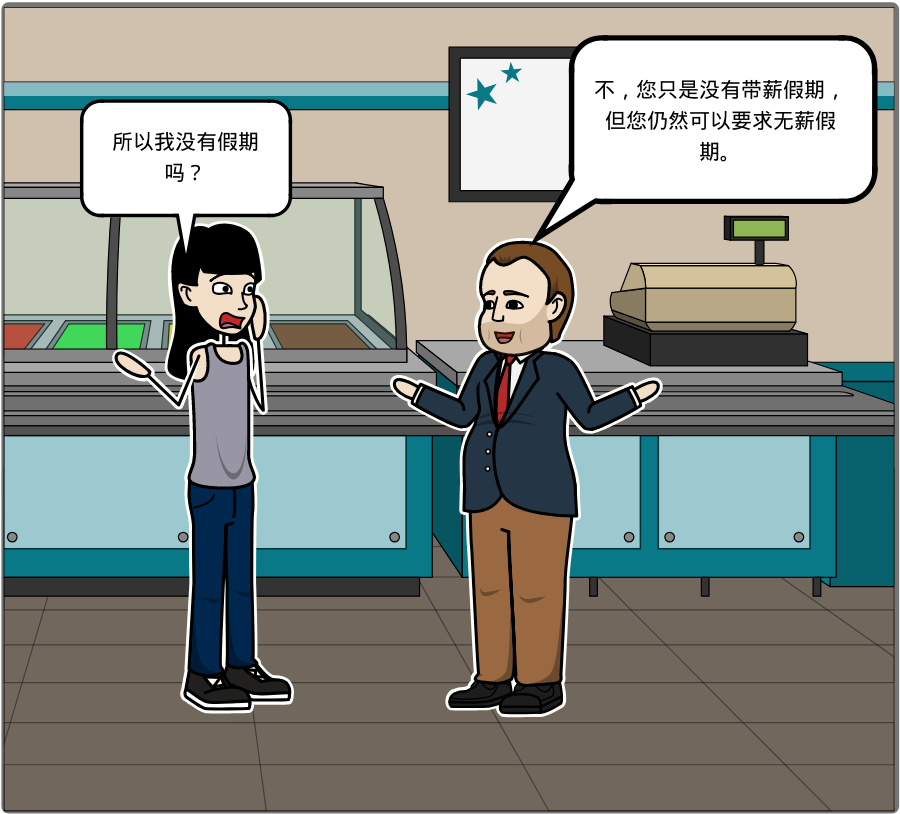 所以我没有假期
吗？
不，您只是没有带薪假期，
但您仍然可以要求无薪假
期。